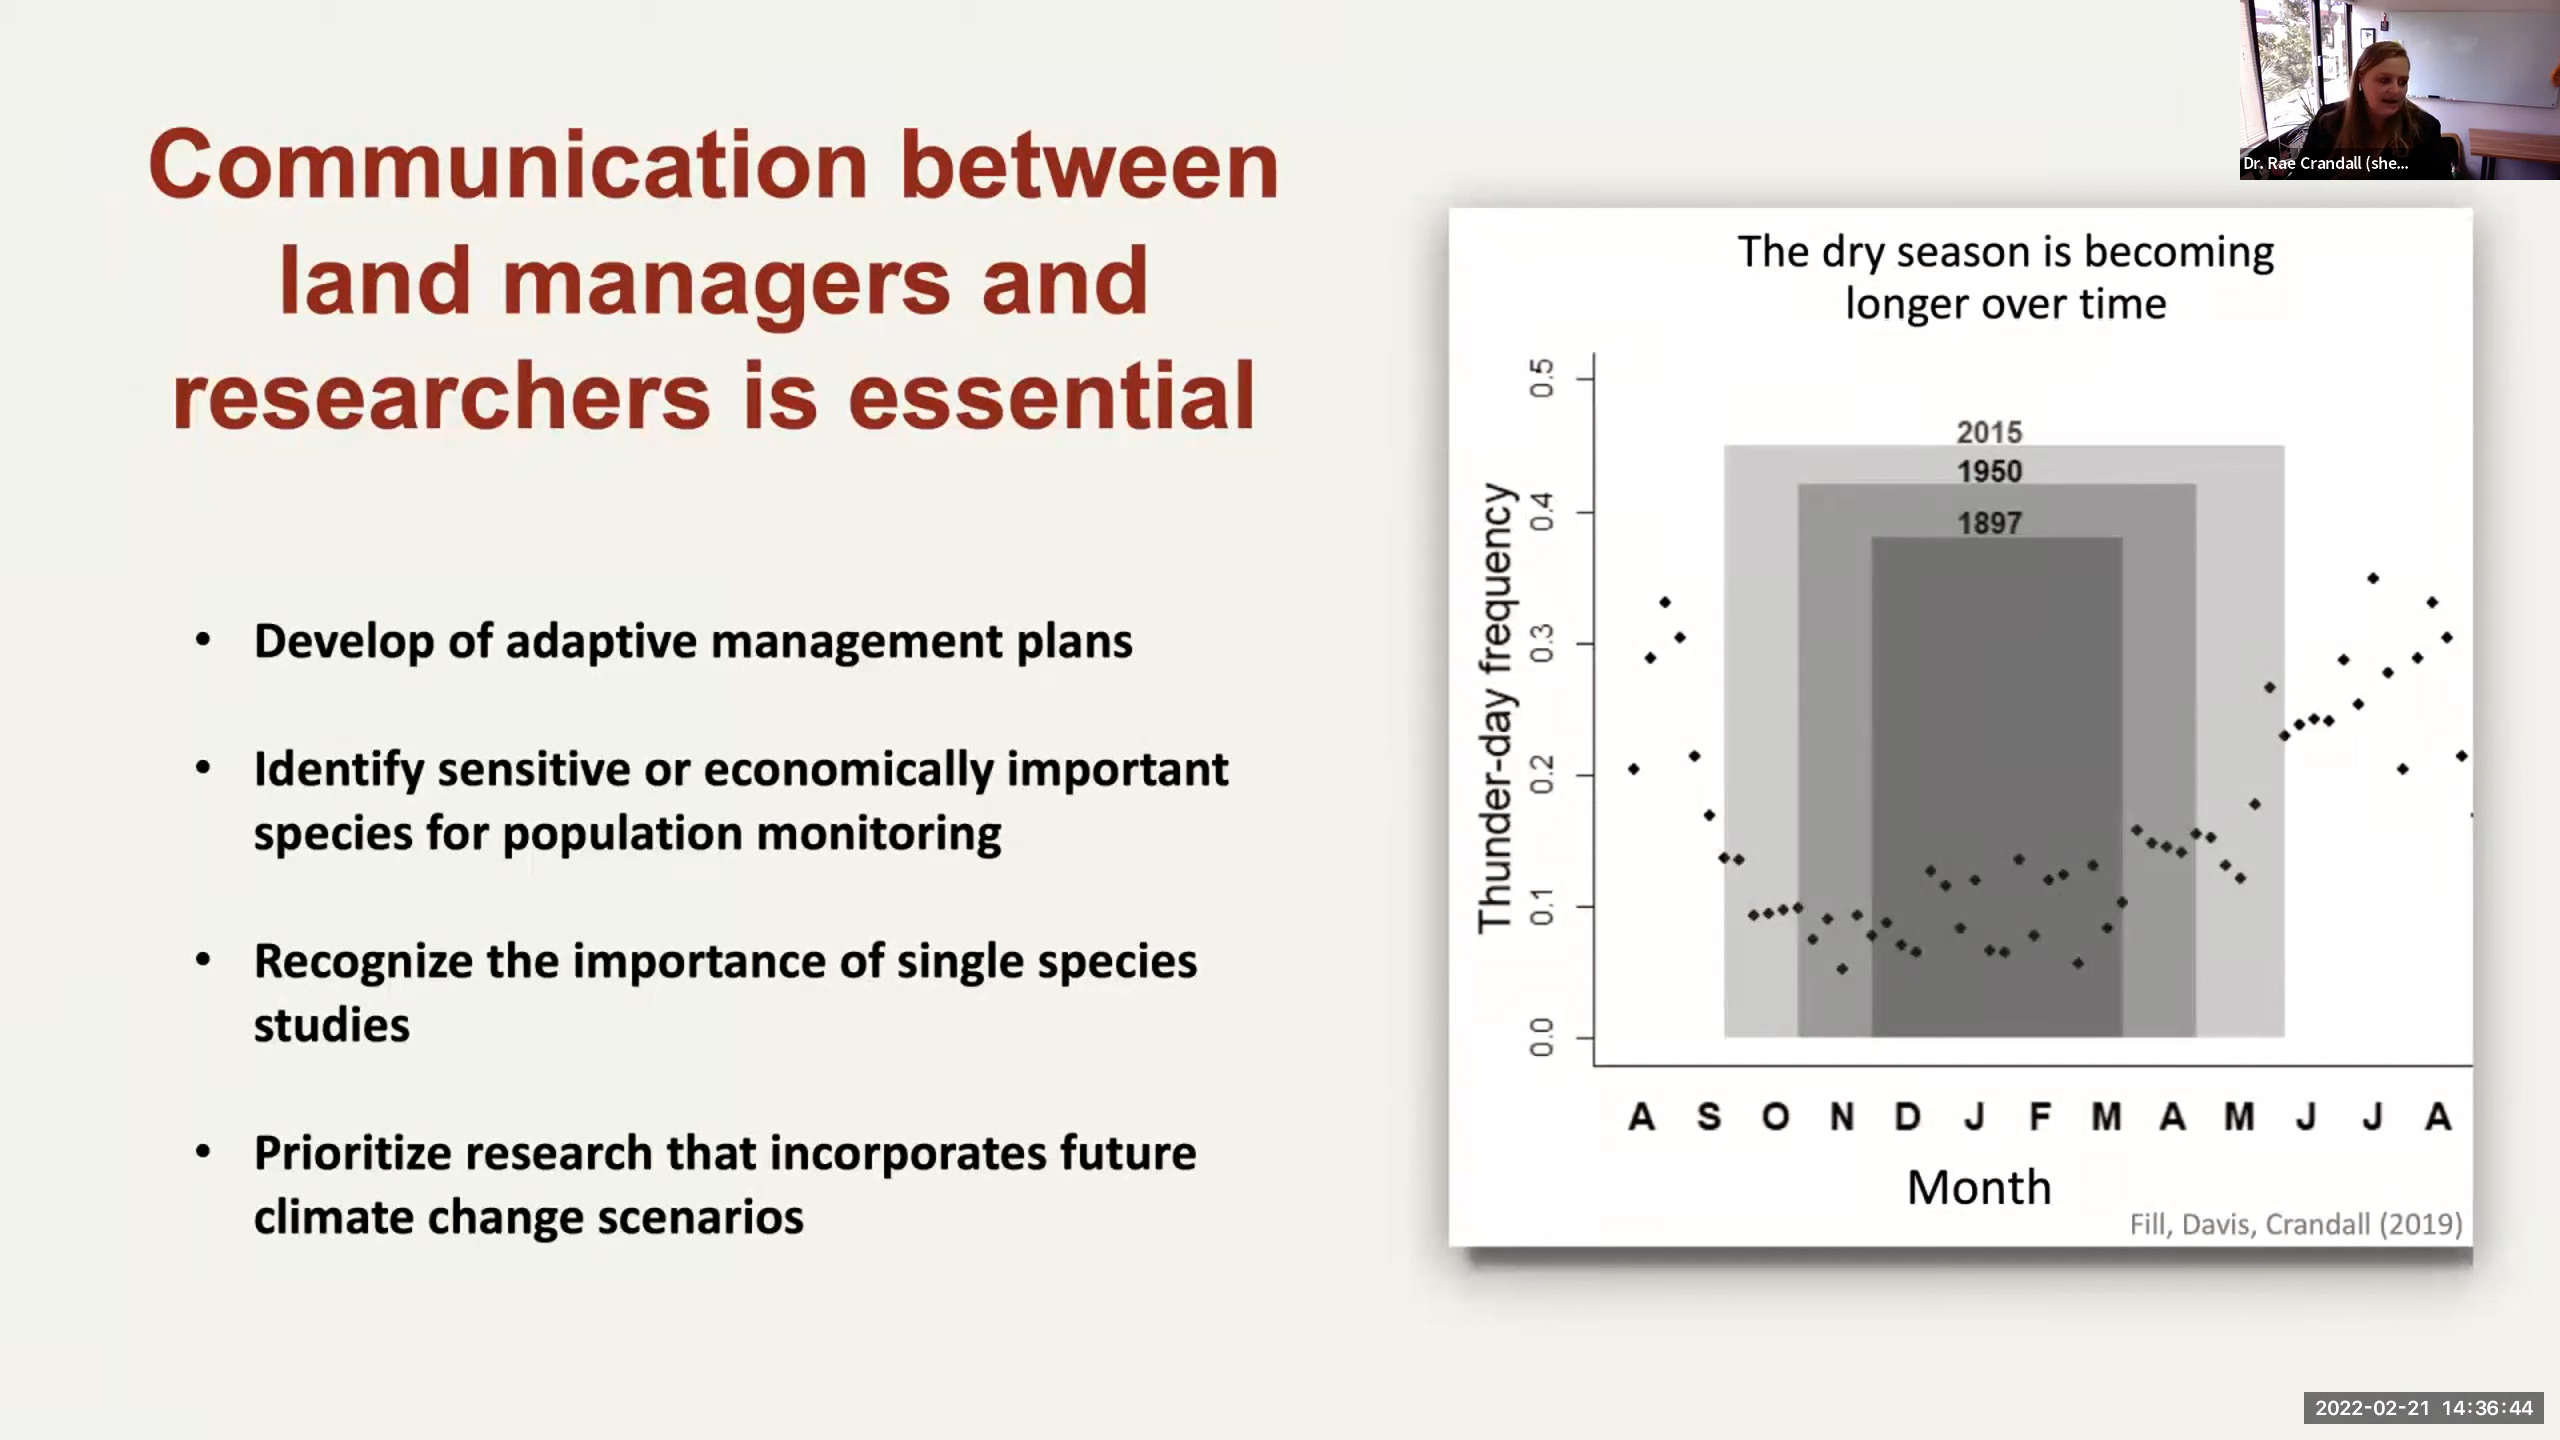 Communication between
land managers and
researchers is essential
• Develop of adaptive management plans
• Identify sensitive or economically important
species for population monitoring
• Recognize the importance of single species
studies
• Prioritize research that incorporates future
climate change scenarios
Dr. Rae Crandall (she...
The dry season is becoming
longer over time
Thunder-day frequency
0.5
0.4
0.3
0.2
0.1
0.0
2015
1950
1897
A S O N D J F M A M J J A
Month
Fill, Davis, Crandall (2019)
2022-02-21 14:36:44